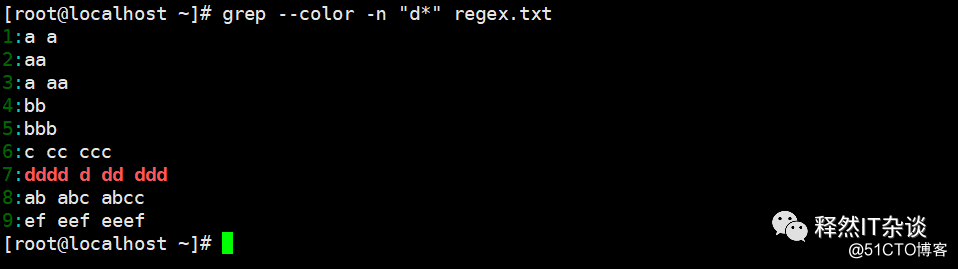 [root@localhost ~]# grep --color -n "d*" regex.txt
1:a a
2:aa
3:a aa
4:bb
5:bbb
6:c cc ccc
7:dddd d dd ddd
8:ab abc abcc
9:ef eef eeef
[root@localhost ~]#
释然IT杂谈
@51CTO博客